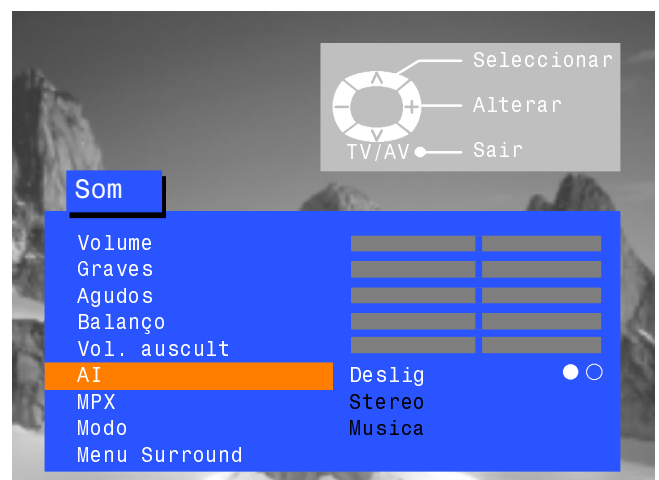 Seleccionar
Alterar
TV/AV Sair
Som
Volume
Graves
Agudos
Balanço
Vol. auscult
AI Deslig
MPX Stereo
Modo Musica
Menu Surround